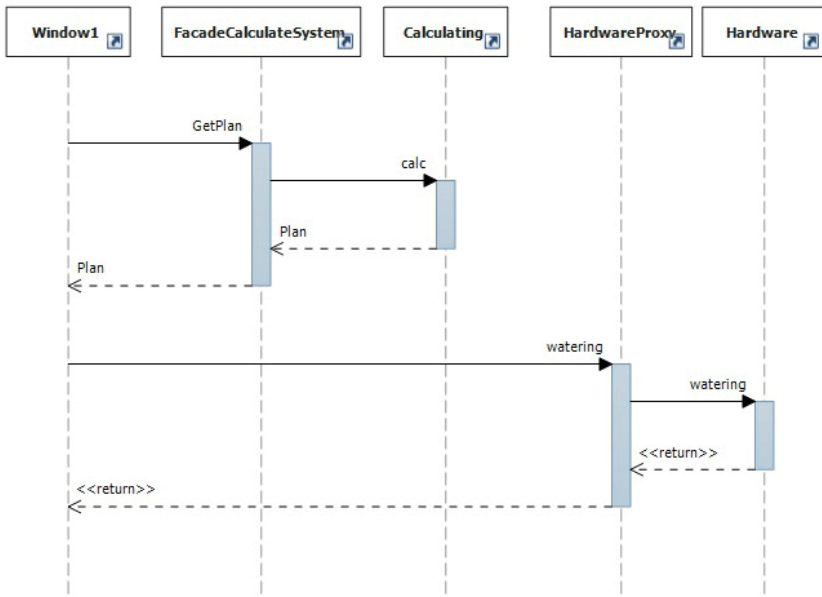 Window1
FacadeCalculateSystem
Calculating
HardwareProxy
Hardware
GetPlan
calc
Plan
Plan
watering
watering
<<return>>
<<return>>